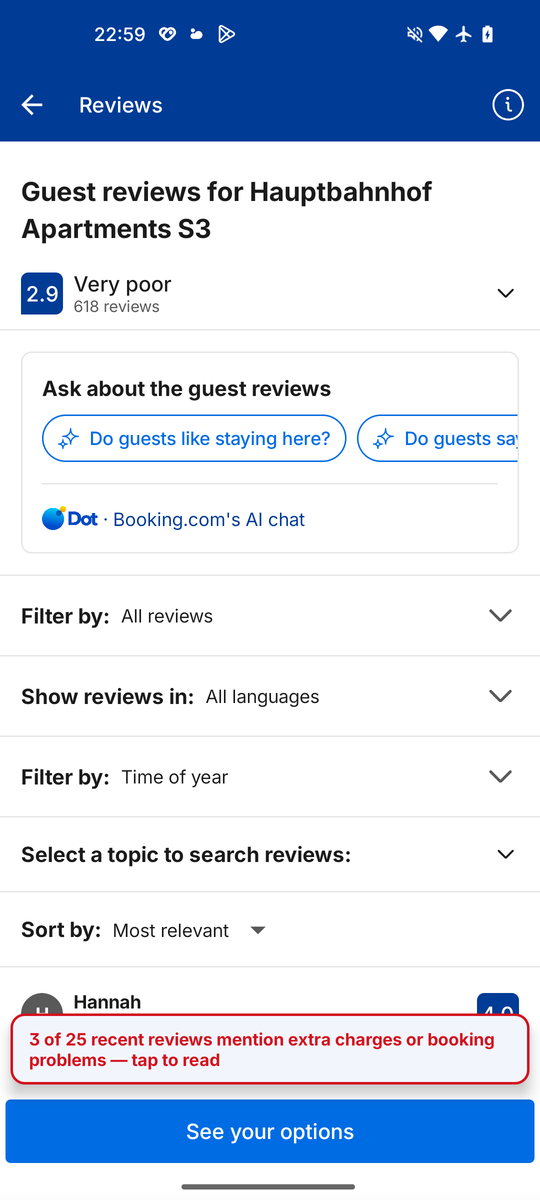 22:59
Reviews
Guest reviews for Hauptbahnhof
Apartments S3
2.9
Very poor
618 reviews
Ask about the guest reviews
Do guests like staying here?
Do guests say
Dot · Booking.com's AI chat
Filter by: All reviews
Show reviews in: All languages
Filter by: Time of year
Select a topic to search reviews:
Sort by: Most relevant
H
Hannah
4.0
3 of 25 recent reviews mention extra charges or booking
problems — tap to read
See your options